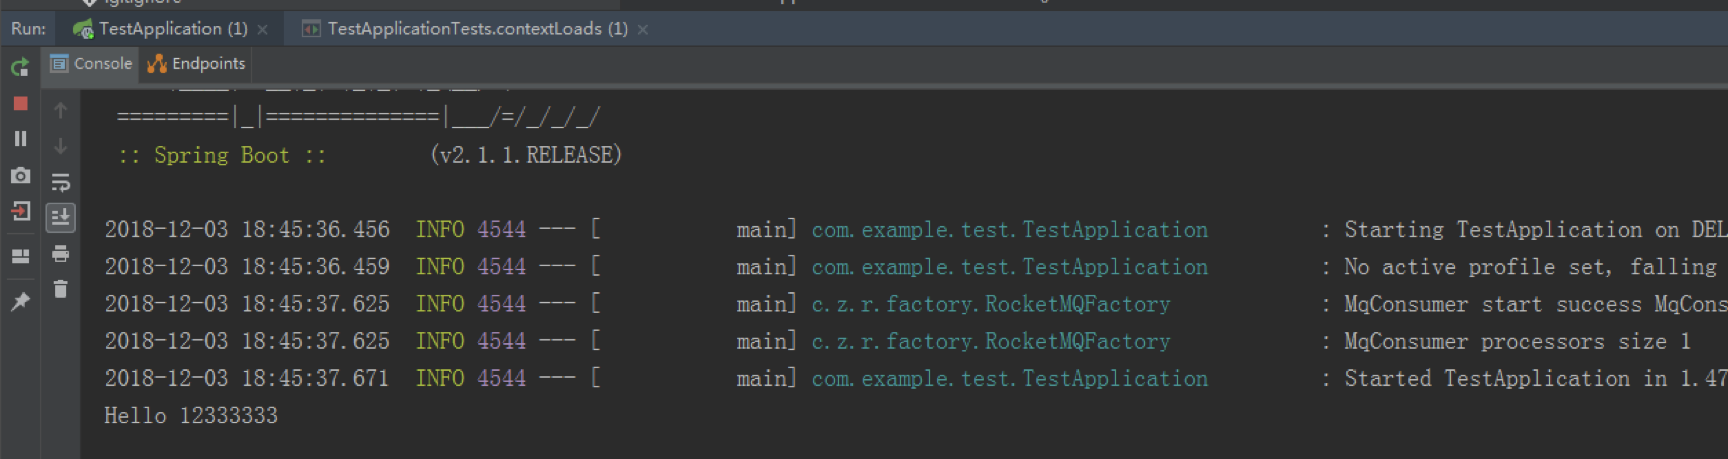 Run: TestApplication (1) × TestApplicationTests.contextLoads (1) ×
Console Endpoints
=========|_|==============|___/=/_/_/_/
:: Spring Boot :: (v2.1.1.RELEASE)
2018-12-03 18:45:36.456 INFO 4544 --- [ main] com.example.test.TestApplication : Starting TestApplication on DEL
2018-12-03 18:45:36.459 INFO 4544 --- [ main] com.example.test.TestApplication : No active profile set, falling
2018-12-03 18:45:37.625 INFO 4544 --- [ main] c.z.r.factory.RocketMQFactory : MqConsumer start success MqCons
2018-12-03 18:45:37.625 INFO 4544 --- [ main] c.z.r.factory.RocketMQFactory : MqConsumer processors size 1
2018-12-03 18:45:37.671 INFO 4544 --- [ main] com.example.test.TestApplication : Started TestApplication in 1.47
Hello 12333333